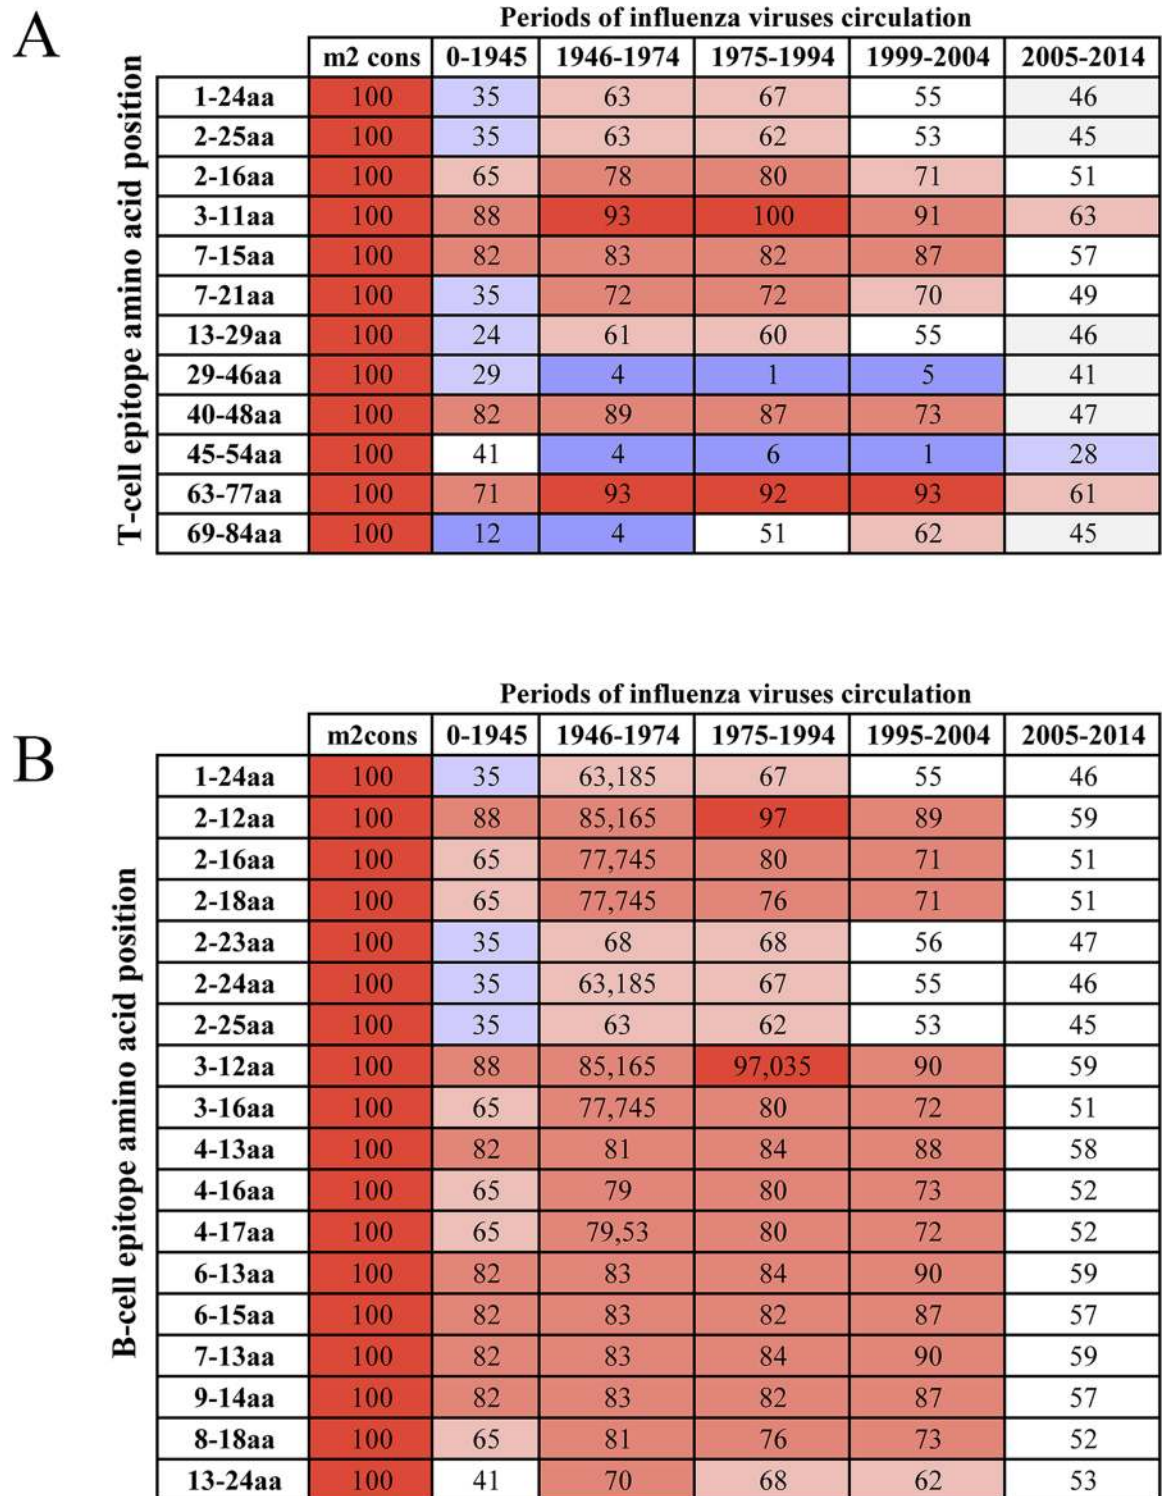 A
Periods of influenza viruses circulation
m2 cons 0-1945 1946-1974 1975-1994 1999-2004 2005-2014
T-cell epitope amino acid position
1-24aa 100 35 63 67 55 46
2-25aa 100 35 63 62 53 45
2-16aa 100 65 78 80 71 51
3-11aa 100 88 93 100 91 63
7-15aa 100 82 83 82 87 57
7-21aa 100 35 72 72 70 49
13-29aa 100 24 61 60 55 46
29-46aa 100 29 4 1 5 41
40-48aa 100 82 89 87 73 47
45-54aa 100 41 4 6 1 28
63-77aa 100 71 93 92 93 61
69-84aa 100 12 4 51 62 45
B
Periods of influenza viruses circulation
m2cons 0-1945 1946-1974 1975-1994 1995-2004 2005-2014
B-cell epitope amino acid position
1-24aa 100 35 63,185 67 55 46
2-12aa 100 88 85,165 97 89 59
2-16aa 100 65 77,745 80 71 51
2-18aa 100 65 77,745 76 71 51
2-23aa 100 35 68 68 56 47
2-24aa 100 35 63,185 67 55 46
2-25aa 100 35 63 62 53 45
3-12aa 100 88 85,165 97,035 90 59
3-16aa 100 65 77,745 80 72 51
4-13aa 100 82 81 84 88 58
4-16aa 100 65 79 80 73 52
4-17aa 100 65 79,53 80 72 52
6-13aa 100 82 83 84 90 59
6-15aa 100 82 83 82 87 57
7-13aa 100 82 83 84 90 59
9-14aa 100 82 83 82 87 57
8-18aa 100 65 81 76 73 52
13-24aa 100 41 70 68 62 53